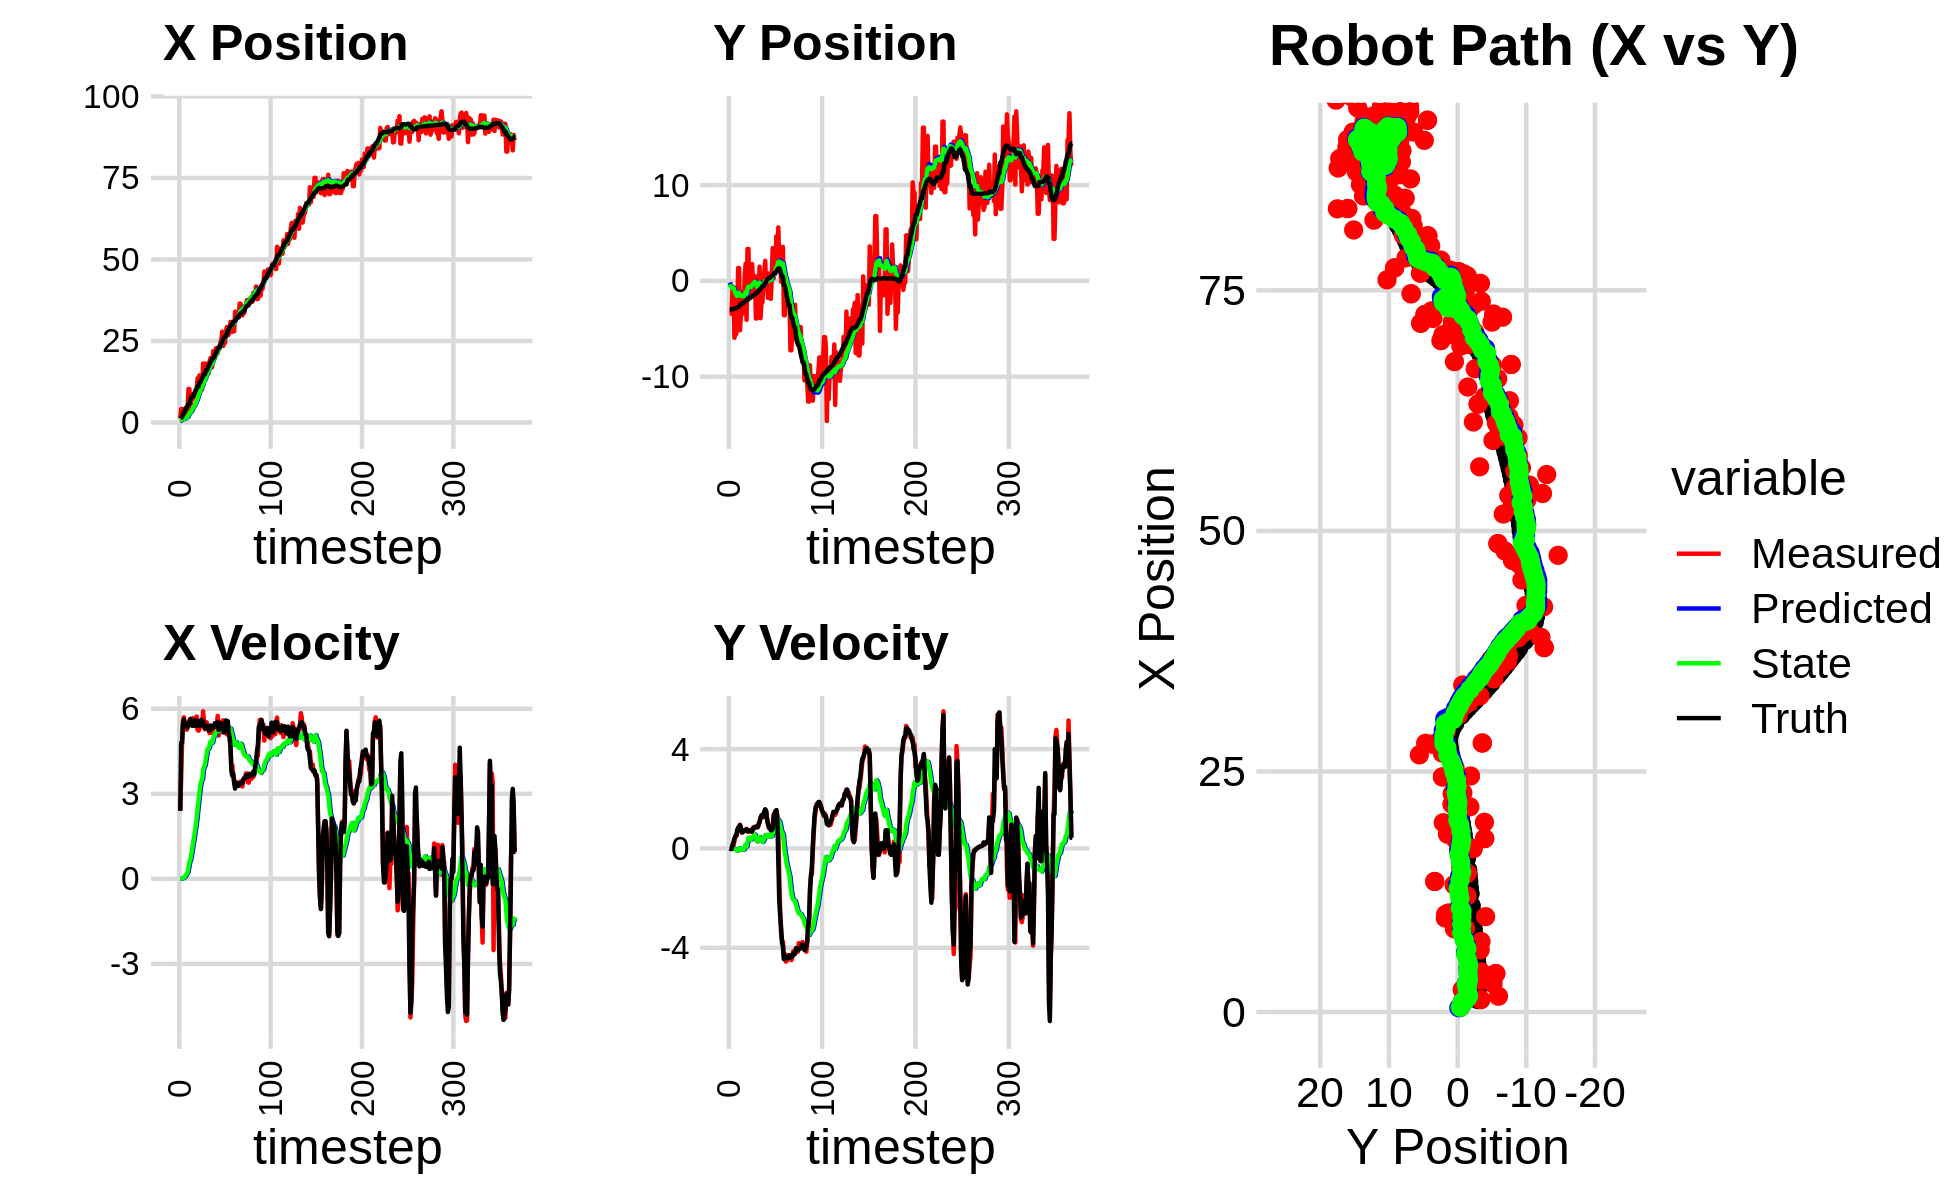 X Position
100
75
50
25
0
0
100
200
300
timestep
Y Position
10
0
-10
0
100
200
300
timestep
X Velocity
6
3
0
-3
0
100
200
300
timestep
Y Velocity
4
0
-4
0
100
200
300
timestep
Robot Path (X vs Y)
X Position
75
50
25
0
20 10 0 -10 -20
Y Position
variable
Measured
Predicted
State
Truth